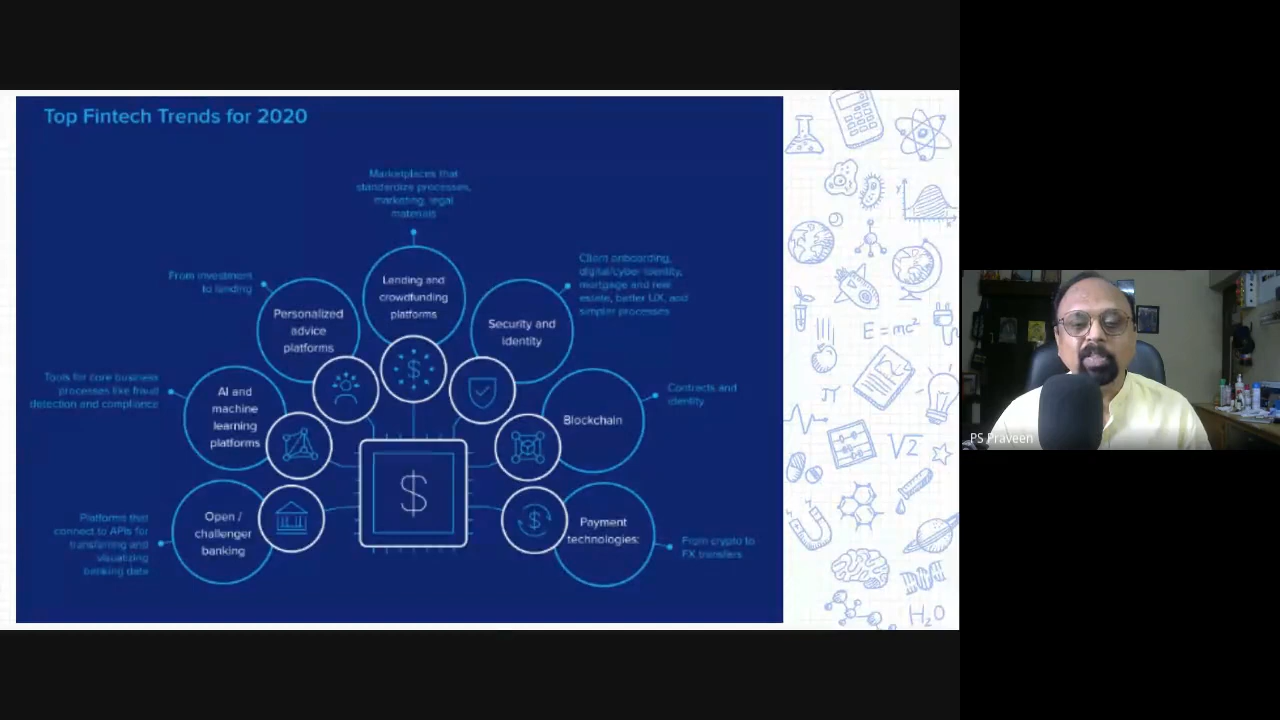 Top Fintech Trends for 2020
Marketplaces that
standardize processes,
marketing, legal
materials
From investment
to lending
Client onboarding,
digital/cyber identity,
mortgage and real
estate, better UX, and
simpler processes
Lending and
crowdfunding
platforms
Personalized
advice
platforms
Security and
identity
Tools for core business
processes like fraud
detection and compliance
AI and
machine
learning
platforms
Blockchain
Contracts and
identity
Platforms that
connect to APIs for
transferring and
visualizing
banking data
Open /
challenger
banking
$
$
$
Payment
technologies:
From crypto to
FX transfers
y
x
E = mc²
π
√2
H₂O
PS Praveen